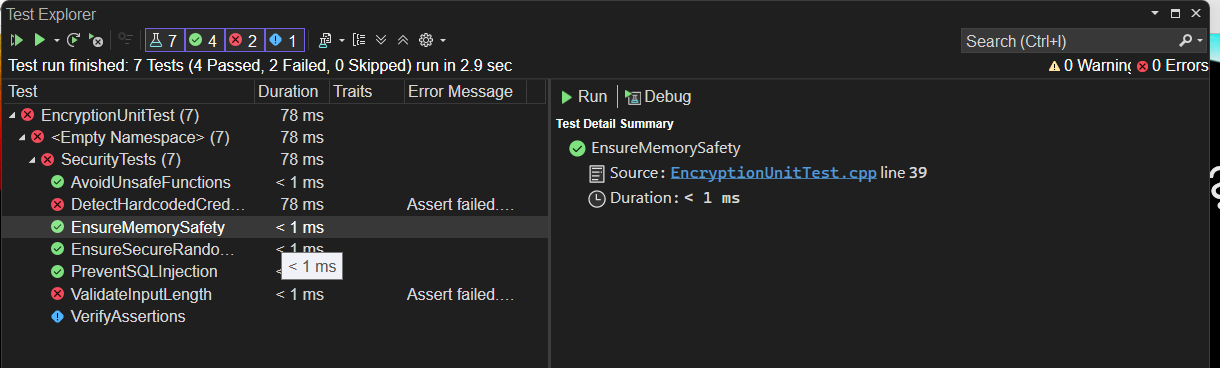 Test Explorer
7 4 2 1
Search (Ctrl+I)
Test run finished: 7 Tests (4 Passed, 2 Failed, 0 Skipped) run in 2.9 sec
0 Warning 0 Errors
Test Duration Traits Error Message
EncryptionUnitTest (7) 78 ms
<Empty Namespace> (7) 78 ms
SecurityTests (7) 78 ms
AvoidUnsafeFunctions < 1 ms
DetectHardcodedCred... 78 ms Assert failed....
EnsureMemorySafety < 1 ms
EnsureSecureRando... < 1 ms
PreventSQLInjection <
< 1 ms
ValidateInputLength < 1 ms Assert failed....
VerifyAssertions
Run Debug
Test Detail Summary
EnsureMemorySafety
Source: EncryptionUnitTest.cpp line 39
Duration: < 1 ms